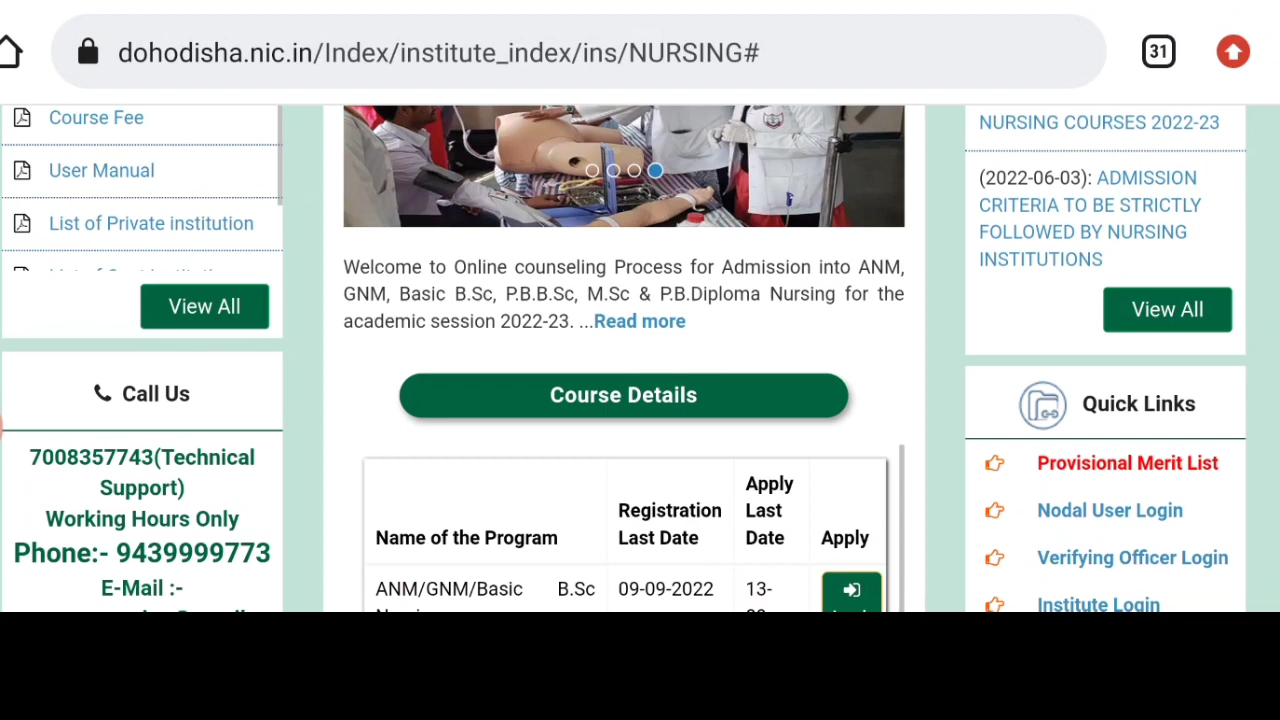 dohodisha.nic.in/Index/institute_index/ins/NURSING#
31
Course Fee
User Manual
List of Private institution
View All
Call Us
7008357743(Technical
Support)
Working Hours Only
Phone:- 9439999773
E-Mail :-
Welcome to Online counseling Process for Admission into ANM,
GNM, Basic B.Sc, P.B.B.Sc, M.Sc & P.B.Diploma Nursing for the
academic session 2022-23. ...Read more
Course Details
Name of the Program
Registration
Last Date
Apply
Last
Date
Apply
ANM/GNM/Basic B.Sc
09-09-2022
13-
NURSING COURSES 2022-23
(2022-06-03): ADMISSION
CRITERIA TO BE STRICTLY
FOLLOWED BY NURSING
INSTITUTIONS
View All
Quick Links
Provisional Merit List
Nodal User Login
Verifying Officer Login
Institute Login